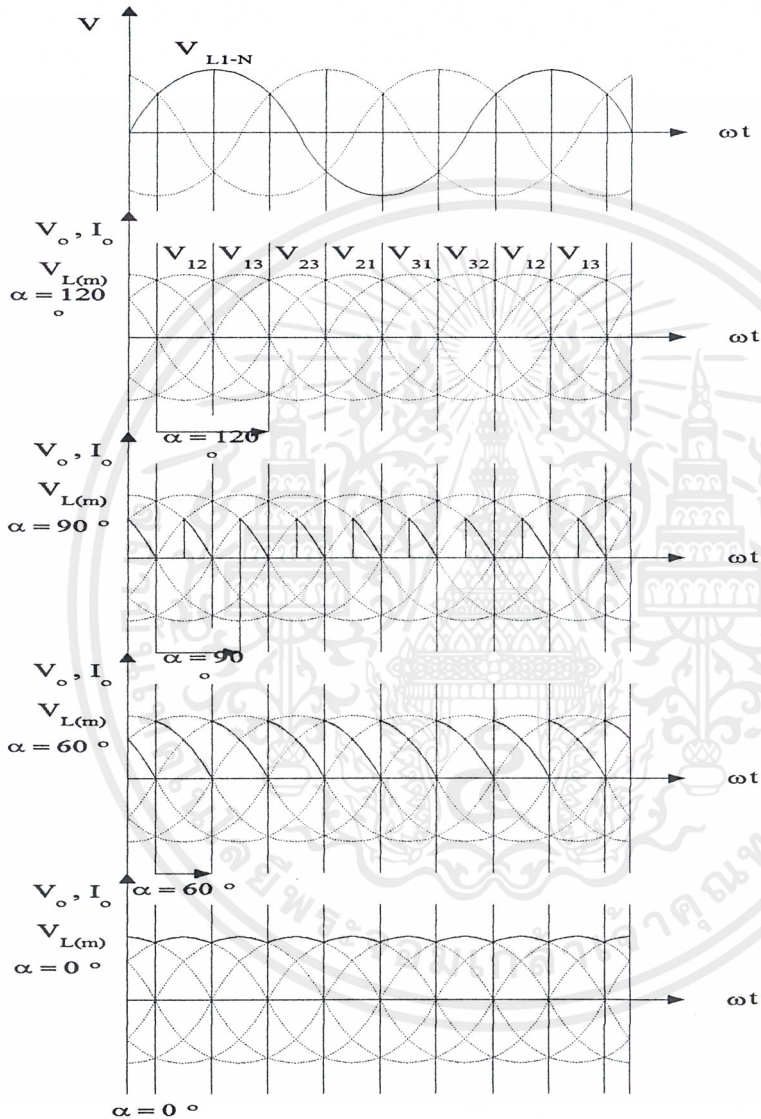 V
V L1-N
ωt
V o , I o
V L(m)
α = 120 °
V 12 V 13 V 23 V 21 V 31 V 32 V 12 V 13
ωt
α = 120 °
V o , I o
V L(m)
α = 90 °
ωt
α = 90 °
V o , I o
V L(m)
α = 60 °
ωt
α = 60 °
V o , I o
V L(m)
α = 0 °
ωt
α = 0 °